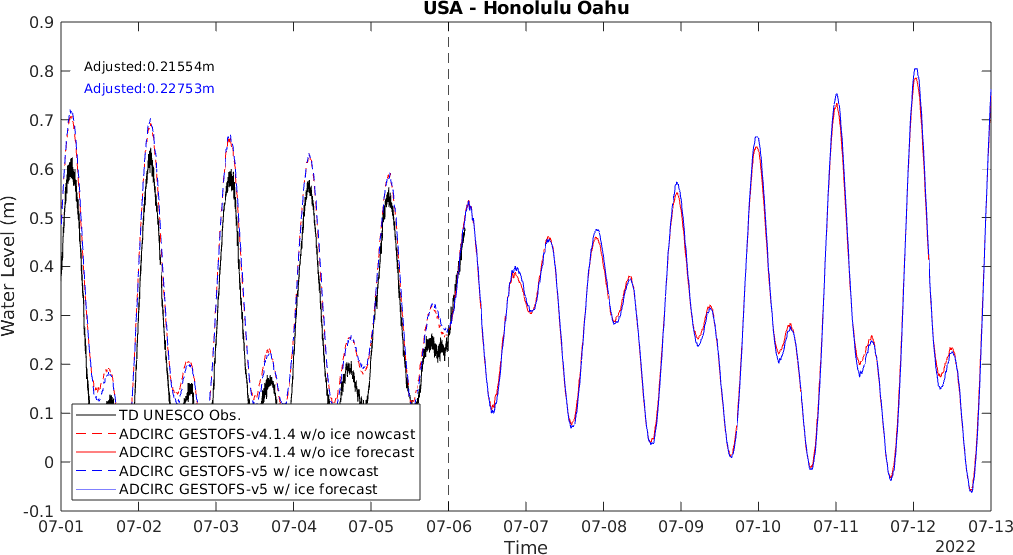 USA - Honolulu Oahu
0.9
0.8
0.7
0.6
0.5
0.4
0.3
0.2
0.1
0
-0.1
Water Level (m)
Adjusted:0.21554m
Adjusted:0.22753m
TD UNESCO Obs.
ADCIRC GESTOFS-v4.1.4 w/o ice nowcast
ADCIRC GESTOFS-v4.1.4 w/o ice forecast
ADCIRC GESTOFS-v5 w/ ice nowcast
ADCIRC GESTOFS-v5 w/ ice forecast
07-01 07-02 07-03 07-04 07-05 07-06 07-07 07-08 07-09 07-10 07-11 07-12 07-13
Time
2022